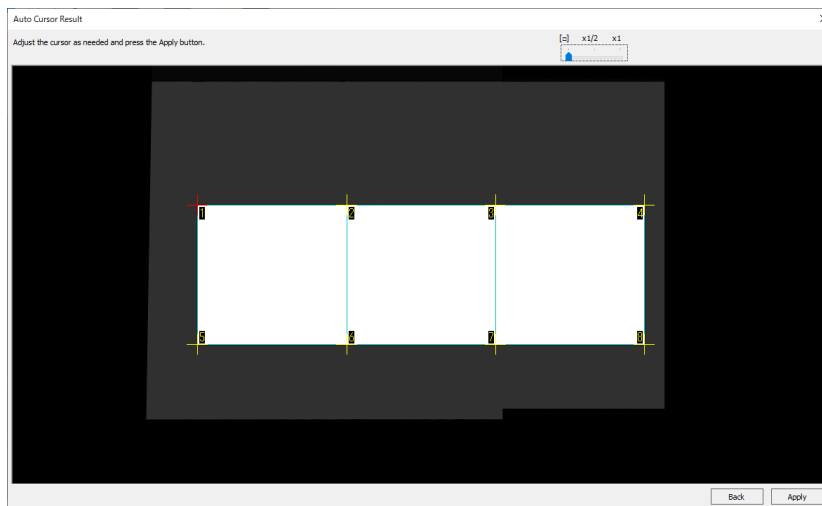 Auto Cursor Result
Adjust the cursor as needed and press the Apply button.
[=] x1/2 x1
1 2 3 4
5 6 7 8
Back Apply